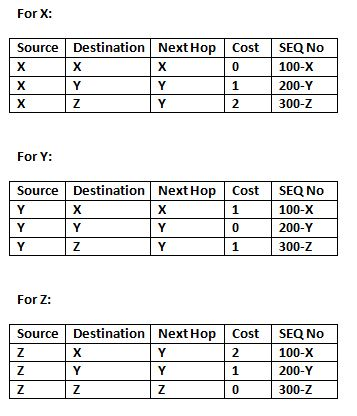 For X:
Source Destination Next Hop Cost SEQ No
X X X 0 100-X
X Y Y 1 200-Y
X Z Y 2 300-Z
For Y:
Source Destination Next Hop Cost SEQ No
Y X X 1 100-X
Y Y Y 0 200-Y
Y Z Y 1 300-Z
For Z:
Source Destination Next Hop Cost SEQ No
Z X Y 2 100-X
Z Y Y 1 200-Y
Z Z Z 0 300-Z